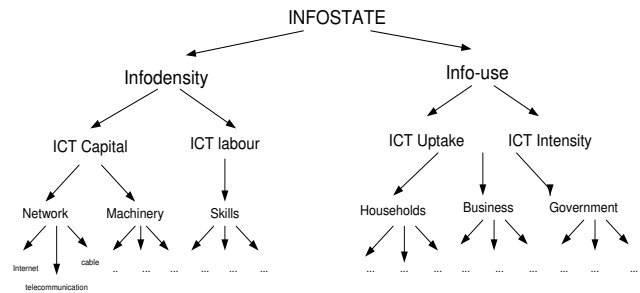 INFOSTATE
Infodensity
Info-use
ICT Capital
ICT labour
ICT Uptake
ICT Intensity
Network
Machinery
Skills
Households
Business
Government
Internet
cable
.. ... ... ... ... ...
... ... ... ... ... ... ... ... ...
telecommunication